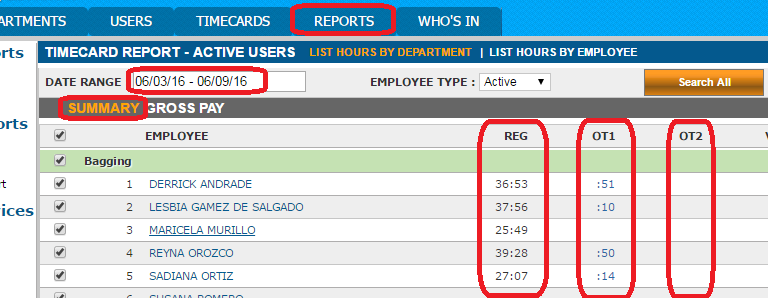 ARTMENTS USERS TIMECARDS REPORTS WHO'S IN
orts
TIMECARD REPORT - ACTIVE USERS LIST HOURS BY DEPARTMENT | LIST HOURS BY EMPLOYEE
DATE RANGE 06/03/16 - 06/09/16 EMPLOYEE TYPE : Active Search All
SUMMARY GROSS PAY
orts
EMPLOYEE REG OT1 OT2
Bagging
1 DERRICK ANDRADE 36:53 :51
rt
2 LESBIA GAMEZ DE SALGADO 37:56 :10
ices
3 MARICELA MURILLO 25:49
4 REYNA OROZCO 39:28 :50
5 SADIANA ORTIZ 27:07 :14
6 SUSANA ROMERO